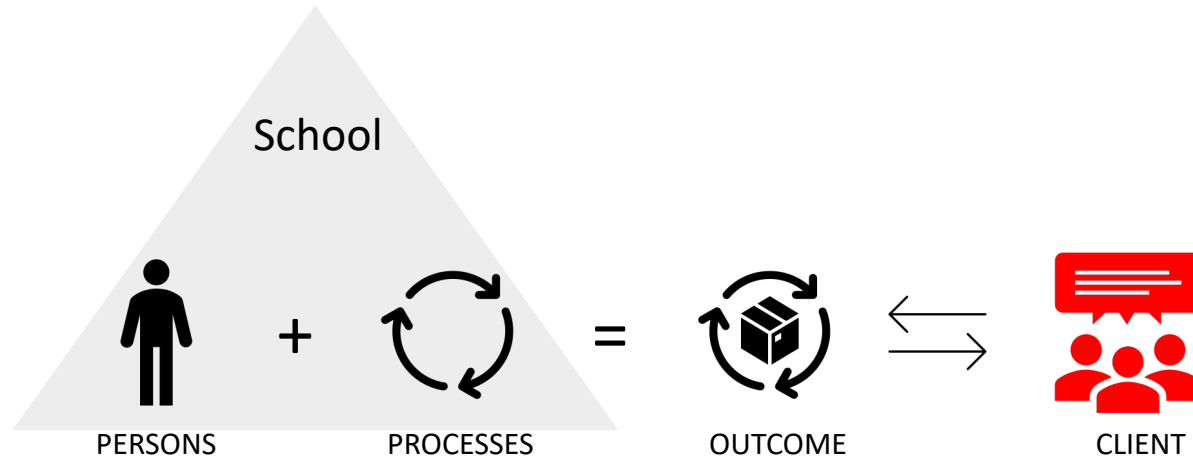 School
+
=
PERSONS
PROCESSES
OUTCOME
CLIENT